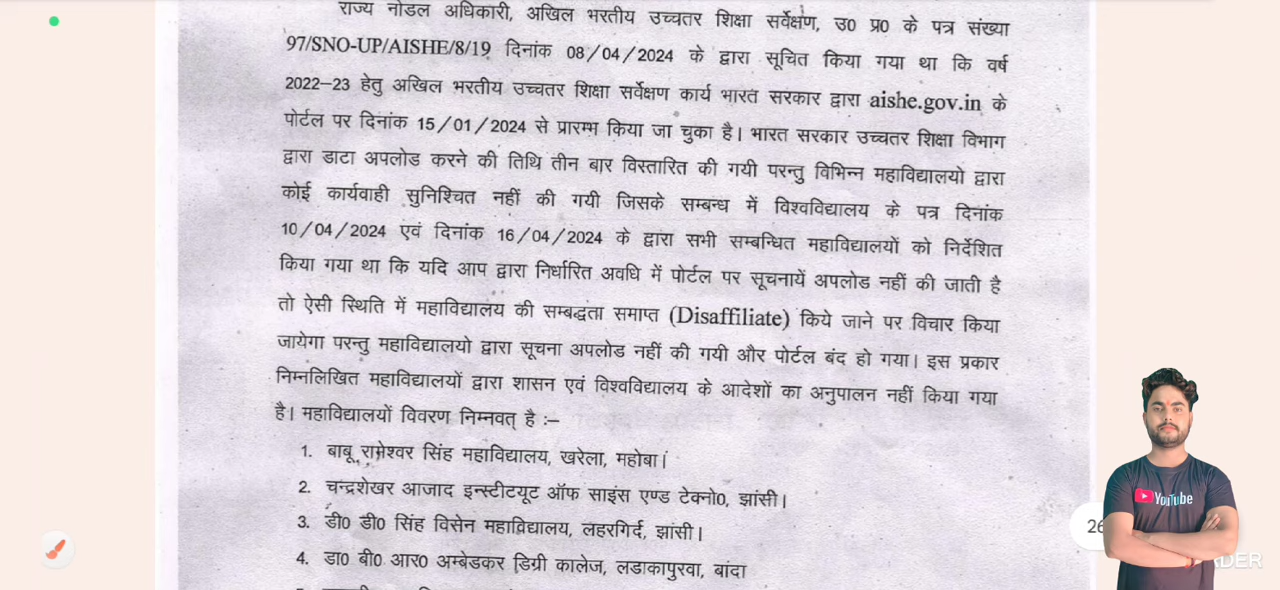 राज्य नोडल अधिकारी, अखिल भरतीय उच्चतर शिक्षा सर्वेक्षण, उ0 प्र0 के पत्र संख्या
97/SNO-UP/AISHE/8/19 दिनांक 08/04/2024 के द्वारा सूचित किया गया था कि वर्ष
2022-23 हेतु अखिल भरतीय उच्चतर शिक्षा सर्वेक्षण कार्य भारत सरकार द्वारा aishe.gov.in के
पोर्टल पर दिनांक 15/01/2024 से प्रारम्भ किया जा चुका है। भारत सरकार उच्चतर शिक्षा विभाग
द्वारा डाटा अपलोड करने की तिथि तीन बार विस्तारित की गयी परन्तु विभिन्न महाविद्यालयो द्वारा
कोई कार्यवाही सुनिश्चित नहीं की गयी जिसके सम्बन्ध में विश्वविद्यालय के पत्र दिनांक
10/04/2024 एवं दिनांक 16/04/2024 के द्वारा सभी सम्बन्धित महाविद्यालयों को निर्देशित
किया गया था कि यदि आप द्वारा निर्धारित अवधि में पोर्टल पर सूचनायें अपलोड नहीं की जाती है
तो ऐसी स्थिति में महाविद्यालय की सम्बद्धता समाप्त (Disaffiliate) किये जाने पर विचार किया
जायेगा परन्तु महाविद्यालयो द्वारा सूचना अपलोड नहीं की गयी और पोर्टल बंद हो गया। इस प्रकार
निम्नलिखित महाविद्यालयों द्वारा शासन एवं विश्वविद्यालय के आदेशों का अनुपालन नहीं किया गया
है। महाविद्यालयों विवरण निम्नवत् है :-
1. बाबू रामेश्वर सिंह महाविद्यालय, खरेला, महोबा।
2. चन्द्रशेखर आजाद इन्स्टीटयूट ऑफ साइंस एण्ड टेक्नो0, झांसी।
3. डी0 डी0 सिंह विसेन महाविद्यालय, लहरगिर्द, झांसी।
4. डा0 बी0 आर0 अम्बेडकर डिग्री कालेज, लडाकापुरवा, बांदा
YouTube
26